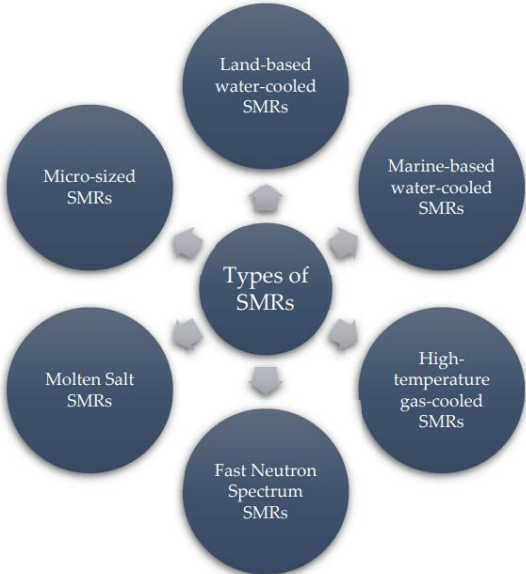 Land-based
water-cooled
SMRs
Micro-sized
SMRs
Marine-based
water-cooled
SMRs
Types of
SMRs
Molten Salt
SMRs
High-
temperature
gas-cooled
SMRs
Fast Neutron
Spectrum
SMRs